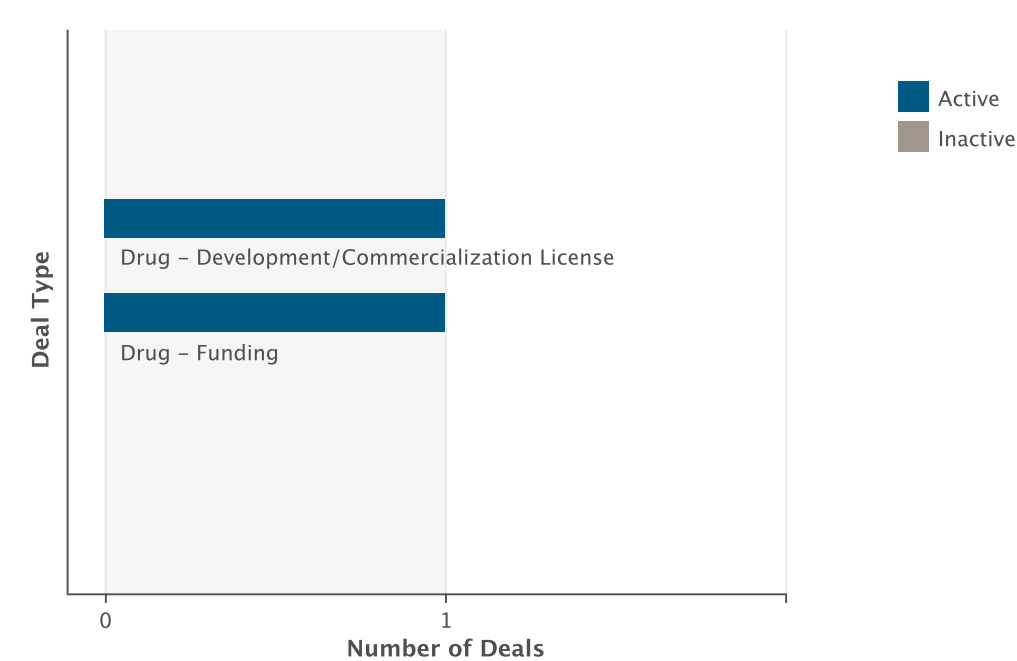 Active
Inactive
Drug – Development/Commercialization License
Drug – Funding
Deal Type
0
1
Number of Deals